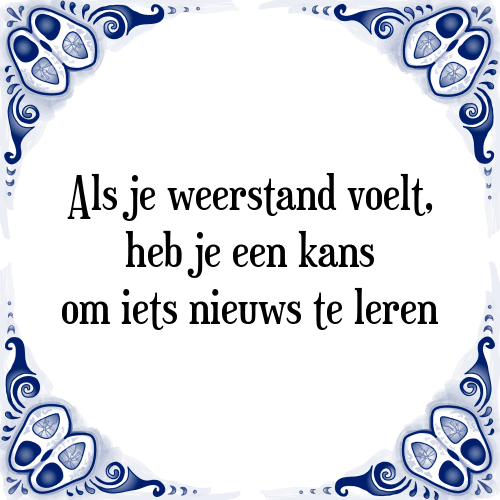 Als je weerstand voelt,
heb je een kans
om iets nieuws te leren